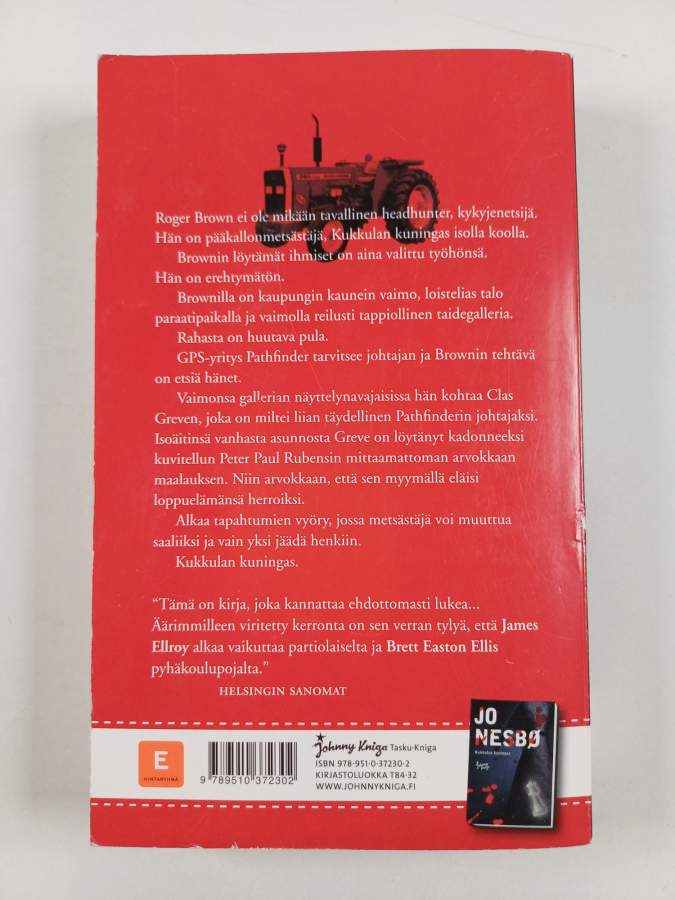 Roger Brown ei ole mikään tavallinen headhunter, kykyjenetsijä.
Hän on pääkallonmetsästäjä, Kukkulan kuningas isolla koolla.
Brownin löytämät ihmiset on aina valittu työhönsä.
Hän on erehtymätön.
Brownilla on kaupungin kaunein vaimo, loistelias talo
paraatipaikalla ja vaimolla reilusti tappiollinen taidegalleria.
Rahasta on huutava pula.
GPS-yritys Pathfinder tarvitsee johtajan ja Brownin tehtävä
on etsiä hänet.
Vaimonsa gallerian näyttelynavajaisissa hän kohtaa Clas
Greven, joka on miltei liian täydellinen Pathfinderin johtajaksi.
Isoäitinsä vanhasta asunnosta Greve on löytänyt kadonneeksi
kuvitellun Peter Paul Rubensin mittaamattoman arvokkaan
maalauksen. Niin arvokkaan, että sen myymällä eläisi
loppuelämänsä herroiksi.
Alkaa tapahtumien vyöry, jossa metsästäjä voi muuttua
saaliiksi ja vain yksi jäädä henkiin.
Kukkulan kuningas.
“Tämä on kirja, joka kannattaa ehdottomasti lukea...
Äärimmilleen viritetty kerronta on sen verran tylyä, että James
Ellroy alkaa vaikuttaa partiolaiselta ja Brett Easton Ellis
pyhäkoulupojalta.”
HELSINGIN SANOMAT
E
HINTARYHMÄ
9 789510 372302
Johnny Kniga Tasku-Kniga
ISBN 978-951-0-37230-2
KIRJASTOLUOKKA T84·32
WWW.JOHNNYKNIGA.FI
JO
NESBØ
Kukkulan kuningas